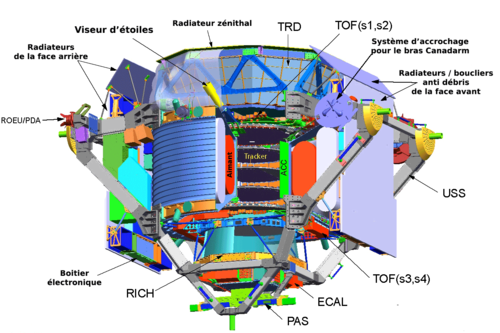 Radiateur zénithal
TRD
TOF(s1,s2)
Viseur d’étoiles
Système d’accrochage
pour le bras Canadarm
Radiateurs
de la face arrière
Radiateurs / boucliers
anti débris
de la face avant
ROEU/PDA
Aimant
Tracker
ACC
USS
Boitier
électronique
RICH
TOF(s3,s4)
ECAL
PAS